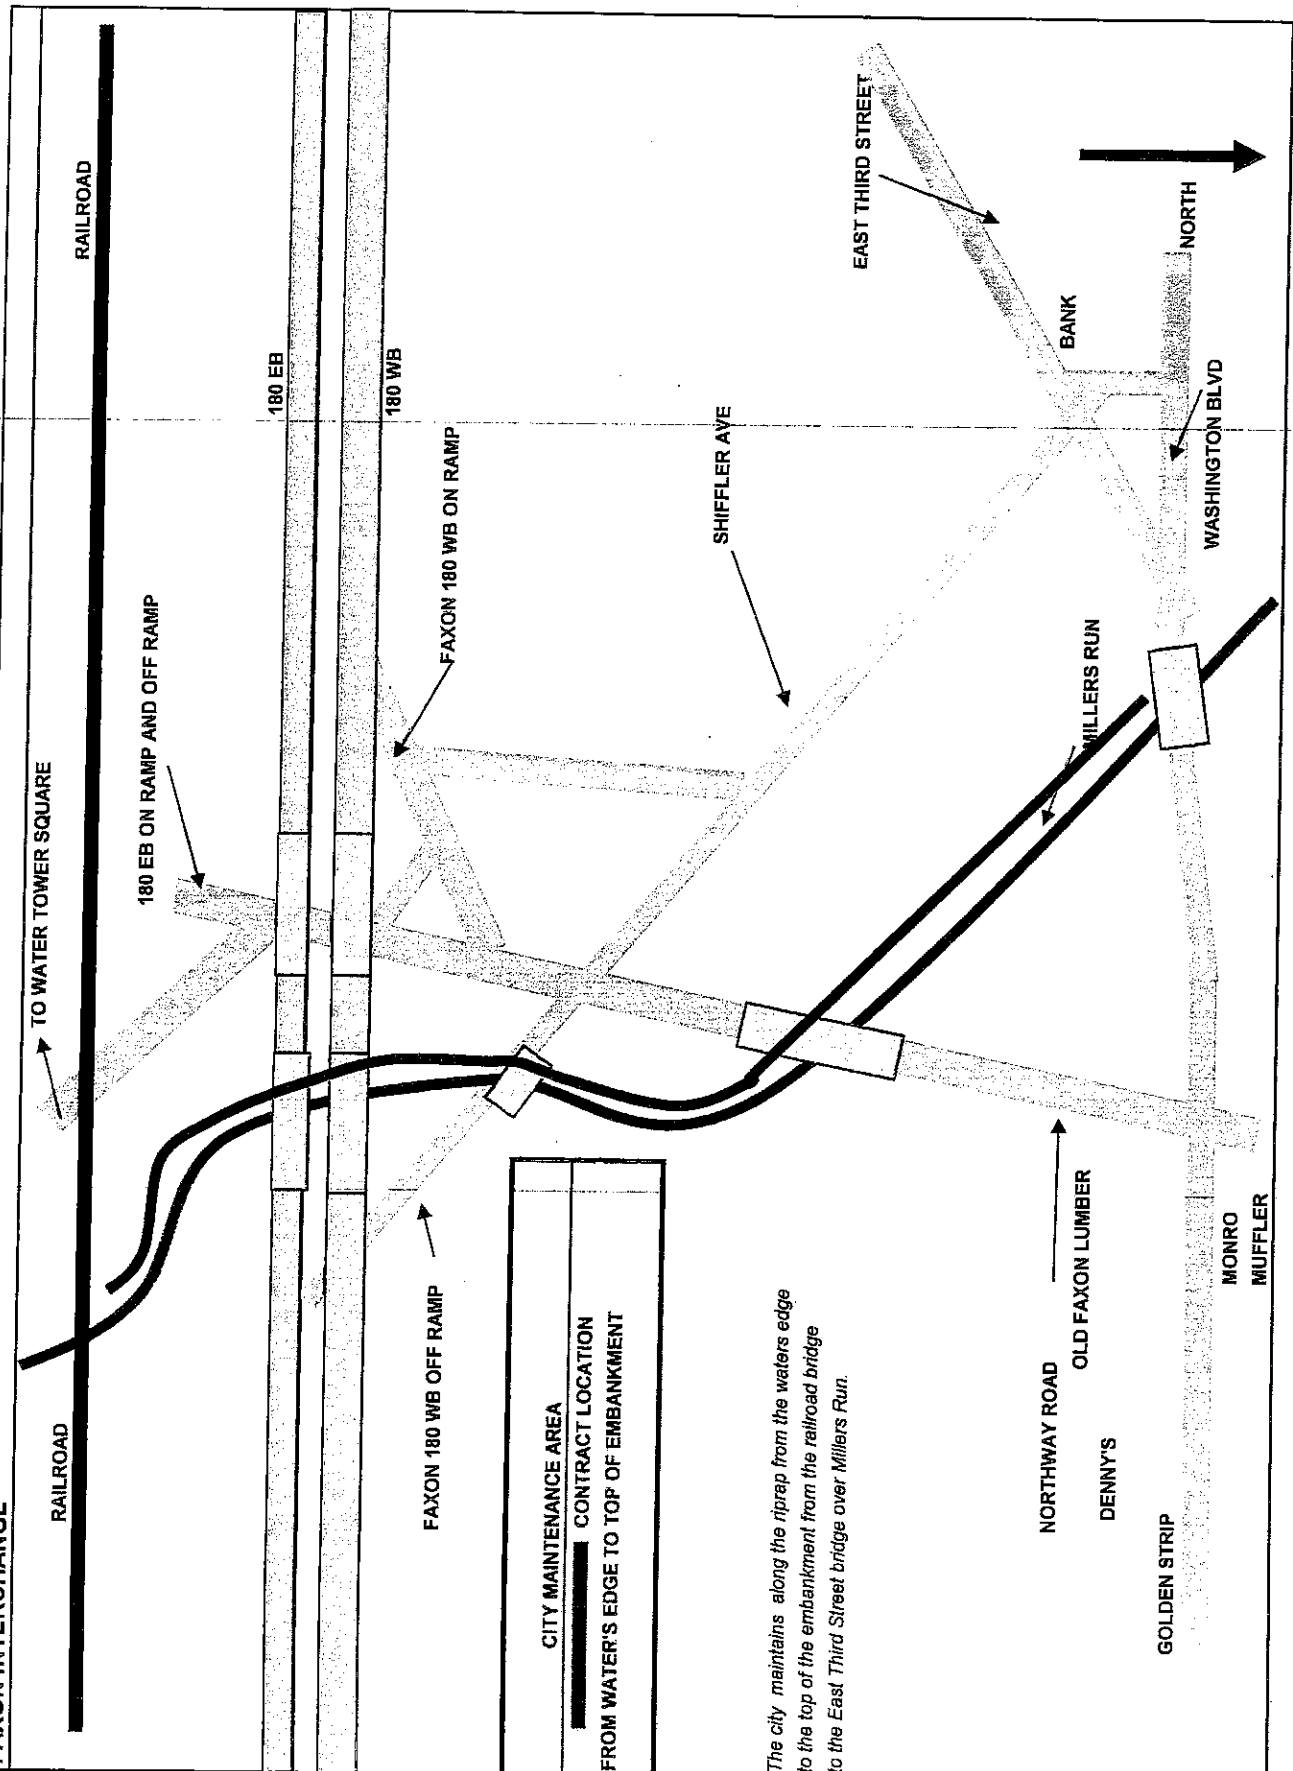 FAXON INTERCHANGE
RAILROAD
TO WATER TOWER SQUARE
RAILROAD
180 EB ON RAMP AND OFF RAMP
180 EB
180 WB
FAXON 180 WB OFF RAMP
FAXON 180 WB ON RAMP
CITY MAINTENANCE AREA
CONTRACT LOCATION
FROM WATER'S EDGE TO TOP OF EMBANKMENT
SHIFFLER AVE
EAST THIRD STREET
The city maintains along the riprap from the waters edge
to the top of the embankment from the railroad bridge
to the East Third Street bridge over Millers Run.
NORTHWAY ROAD
OLD FAXON LUMBER
MILLERS RUN
BANK
DENNY'S
GOLDEN STRIP
WASHINGTON BLVD
NORTH
MONRO
MUFFLER